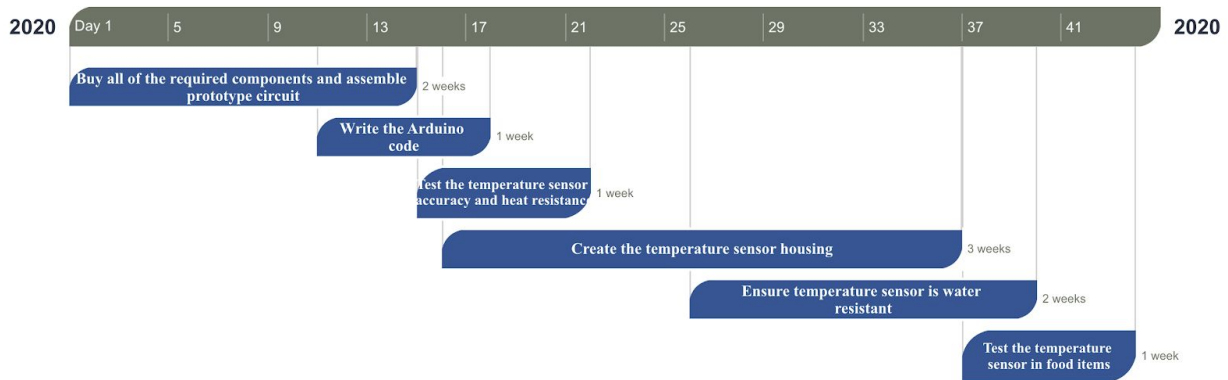 2020 Day 1 5 9 13 17 21 25 29 33 37 41 2020
Buy all of the required components and assemble
prototype circuit
2 weeks
Write the Arduino
code
1 week
Test the temperature sensor
accuracy and heat resistance
1 week
Create the temperature sensor housing
3 weeks
Ensure temperature sensor is water
resistant
2 weeks
Test the temperature
sensor in food items
1 week